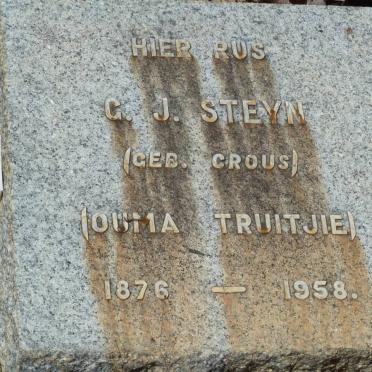 HIER RUS
G. J. STEYN
(GEB. CROUS)
(OUMA TRUITJIE)
1876 — 1958.